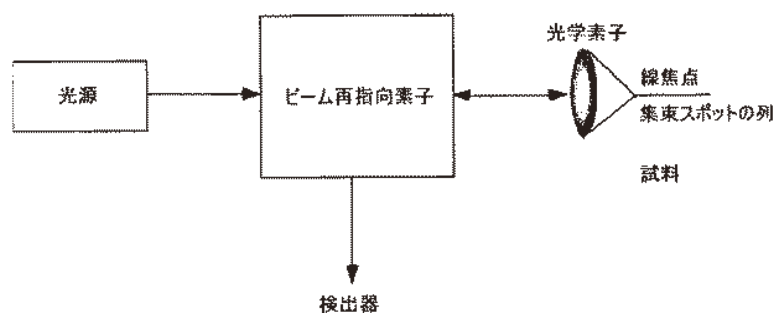 光学素子
光源
ビーム再指向素子
線焦点
集束スポットの列
試料
検出器